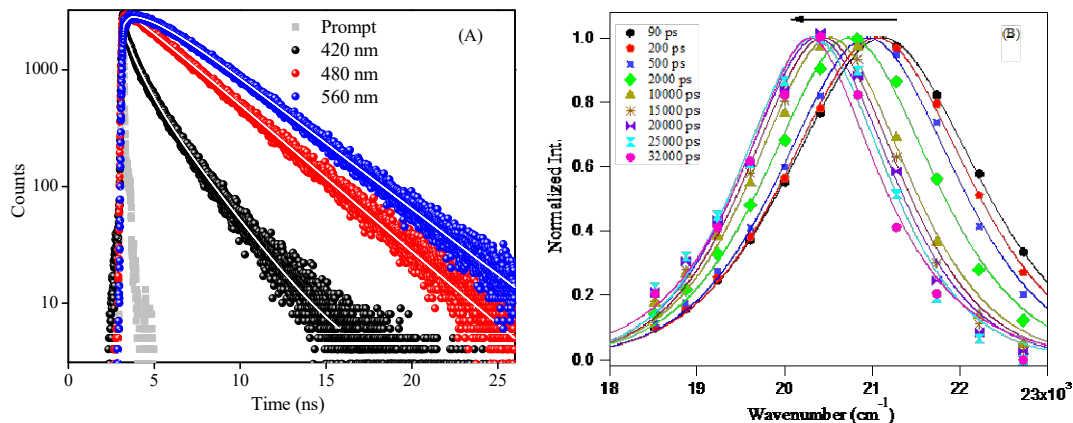 (A)
Prompt
420 nm
480 nm
560 nm
1000
100
10
Counts
0 5 10 15 20 25
Time (ns)
(B)
90 ps
200 ps
500 ps
2000 ps
10000 ps
15000 ps
20000 ps
25000 ps
32000 ps
1.0
0.8
0.6
0.4
0.2
0.0
Normalized Int.
18 19 20 21 22 23x10³
Wavenumber (cm⁻¹)